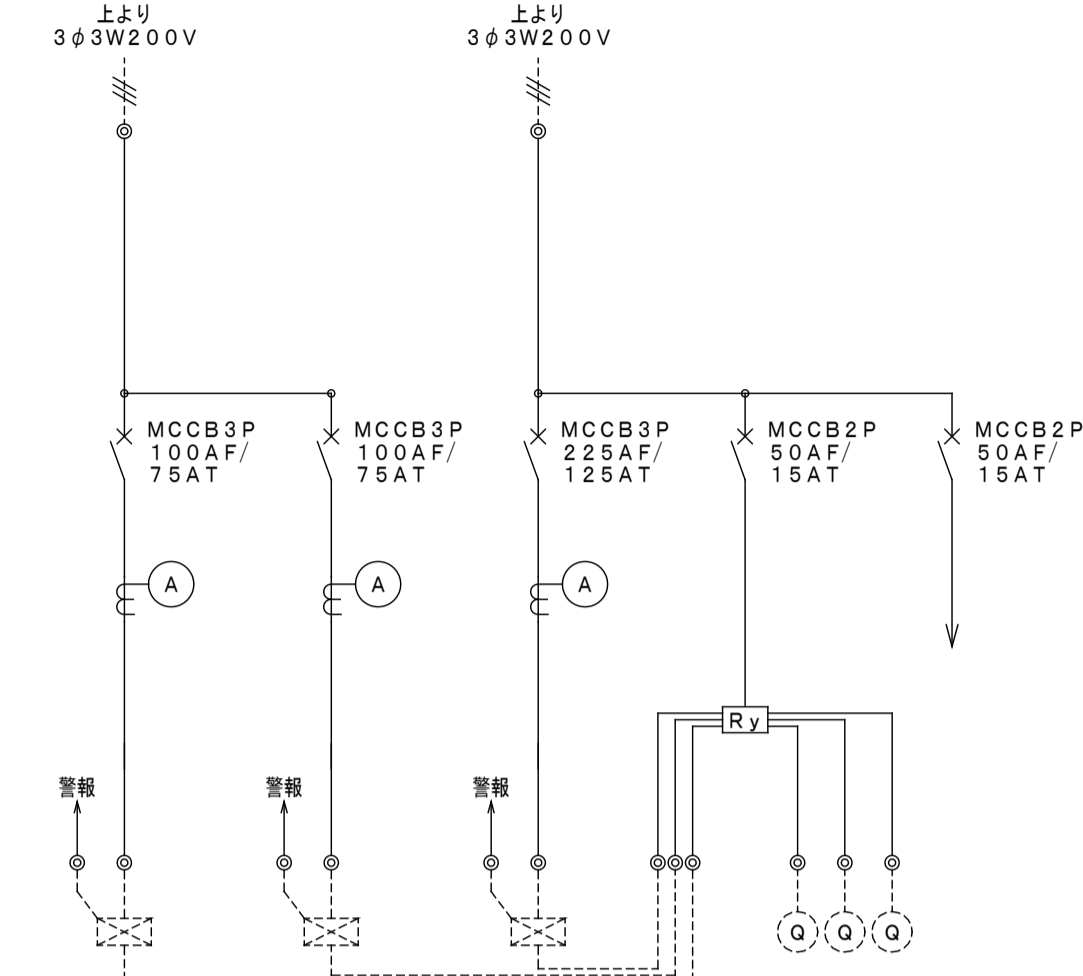 上より
３φ３Ｗ２００Ｖ
上より
３φ３Ｗ２００Ｖ
ＭＣＣＢ３Ｐ
１００ＡＦ/
７５ＡＴ
ＭＣＣＢ３Ｐ
１００ＡＦ/
７５ＡＴ
ＭＣＣＢ３Ｐ
２２５ＡＦ/
１２５ＡＴ
ＭＣＣＢ２Ｐ
５０ＡＦ/
１５ＡＴ
ＭＣＣＢ２Ｐ
５０ＡＦ/
１５ＡＴ
A
A
A
Ｒｙ
警報
警報
警報
Q
Q
Q